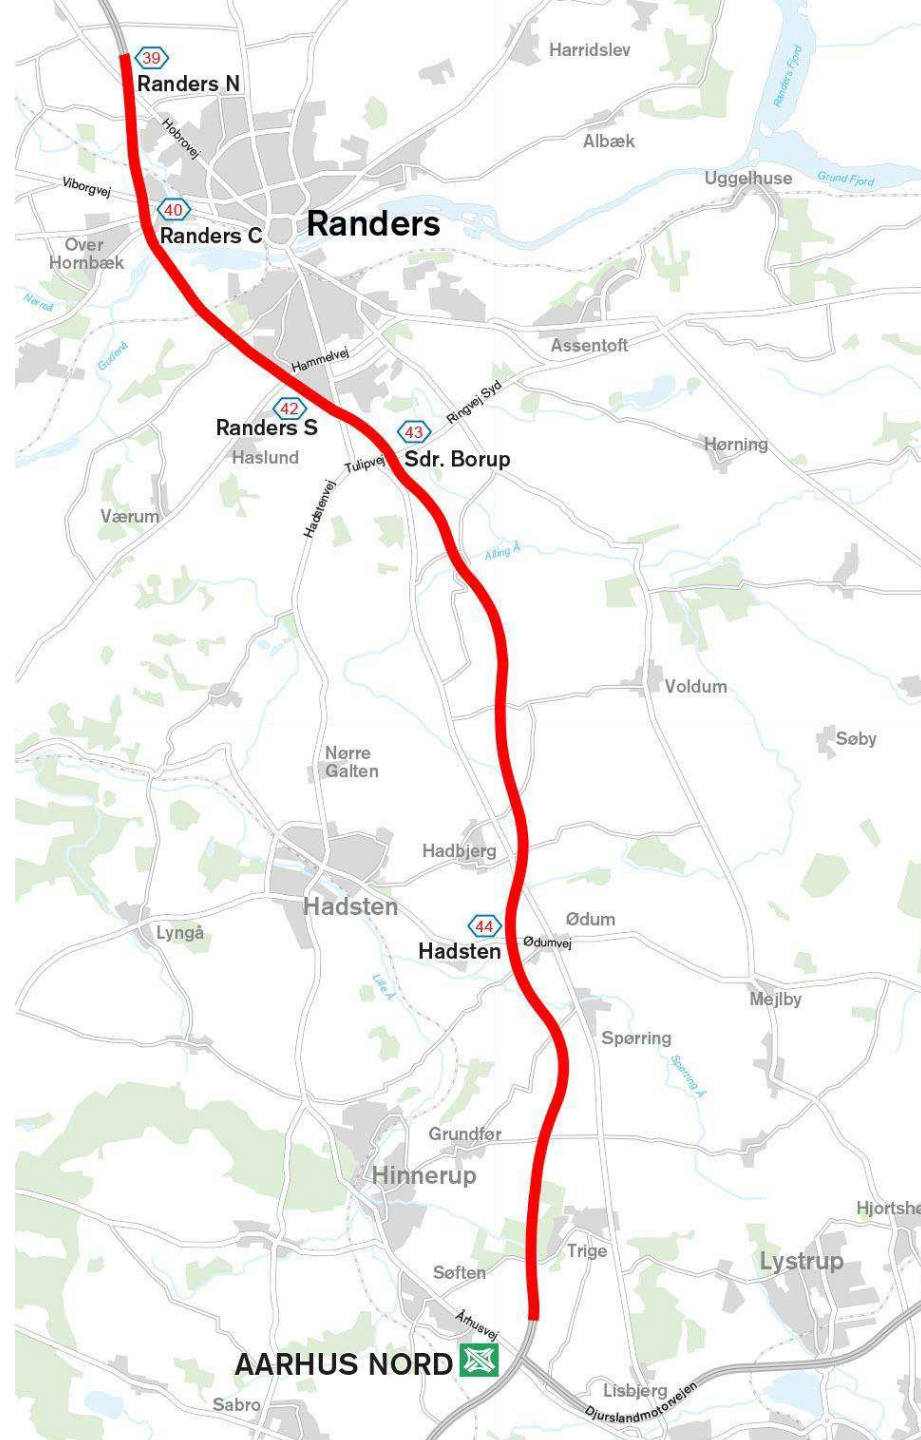 39
Randers N
Harridslev
Randers Fjord
Hobrovej
Albæk
Viborgvej
Uggelhuse
Grund Fjord
40
Randers C
Randers
Over
Hornbæk
Nørreå
Gudenå
Hammelvej
Assentoft
Ringvej Syd
42
Randers S
43
Sdr. Borup
Haslund
Tulipvej
Hørning
Hadstenvej
Værum
Alling Å
Voldum
Søby
Nørre
Galten
Hadbjerg
Hadsten
44
Hadsten
Ødum
Ødumvej
Lyngå
Lille Å
Mejlby
Spørring
Spørring Å
Grundfør
Hinnerup
Hjortshø
Trige
Lystrup
Søften
Århusvej
AARHUS NORD
Lisbjerg
Djurslandmotorvejen
Sabro